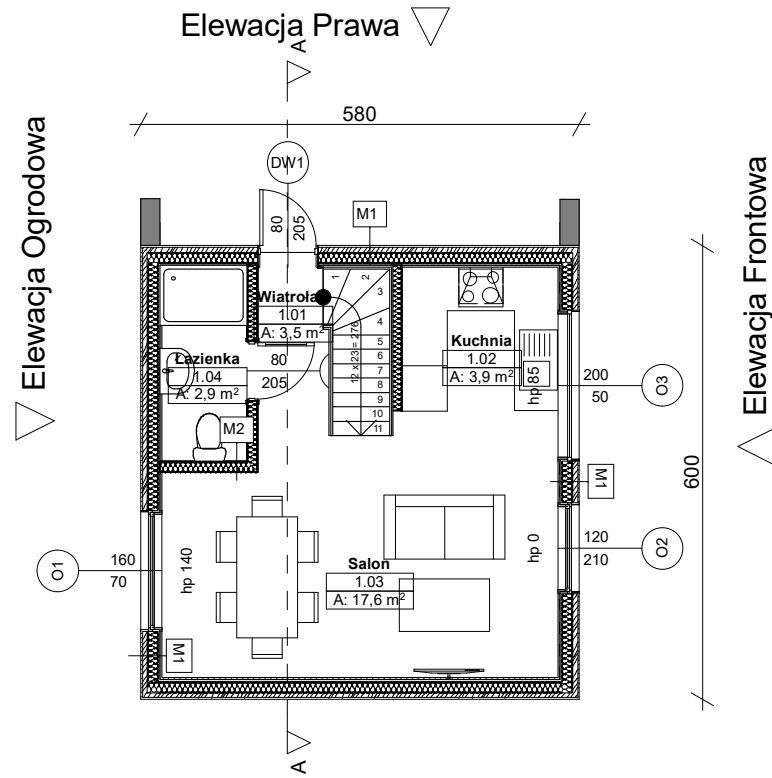 Elewacja Prawa
A
580
Elewacja Ogrodowa
Elewacja Frontowa
DW1
80
205
M1
1
2
3
4
5
6
7
8
9
10
11
12 x 23 = 276
Wiatroła
1.01
A: 3,5 m²
Kuchnia
1.02
A: 3,9 m²
Łazienka
1.04
A: 2,9 m²
80
205
hp 85
200
50
O3
M2
600
M1
O1
160
70
hp 140
hp 0
120
210
O2
Salon
1.03
A: 17,6 m²
M1
A